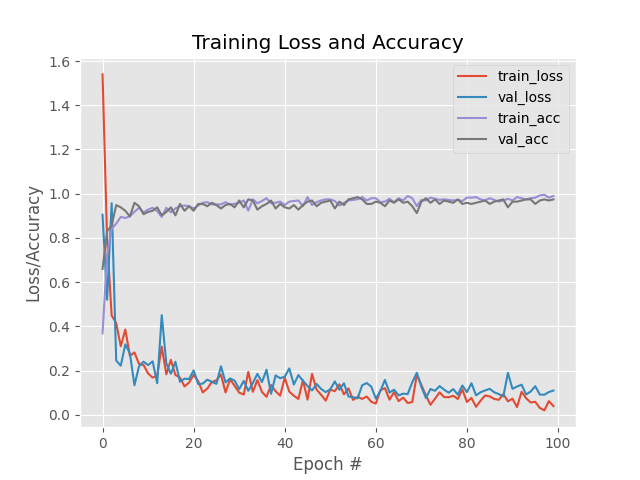 Training Loss and Accuracy
1.6
1.4
1.2
1.0
0.8
0.6
0.4
0.2
0.0
Loss/Accuracy
train_loss
val_loss
train_acc
val_acc
0 20 40 60 80 100
Epoch #